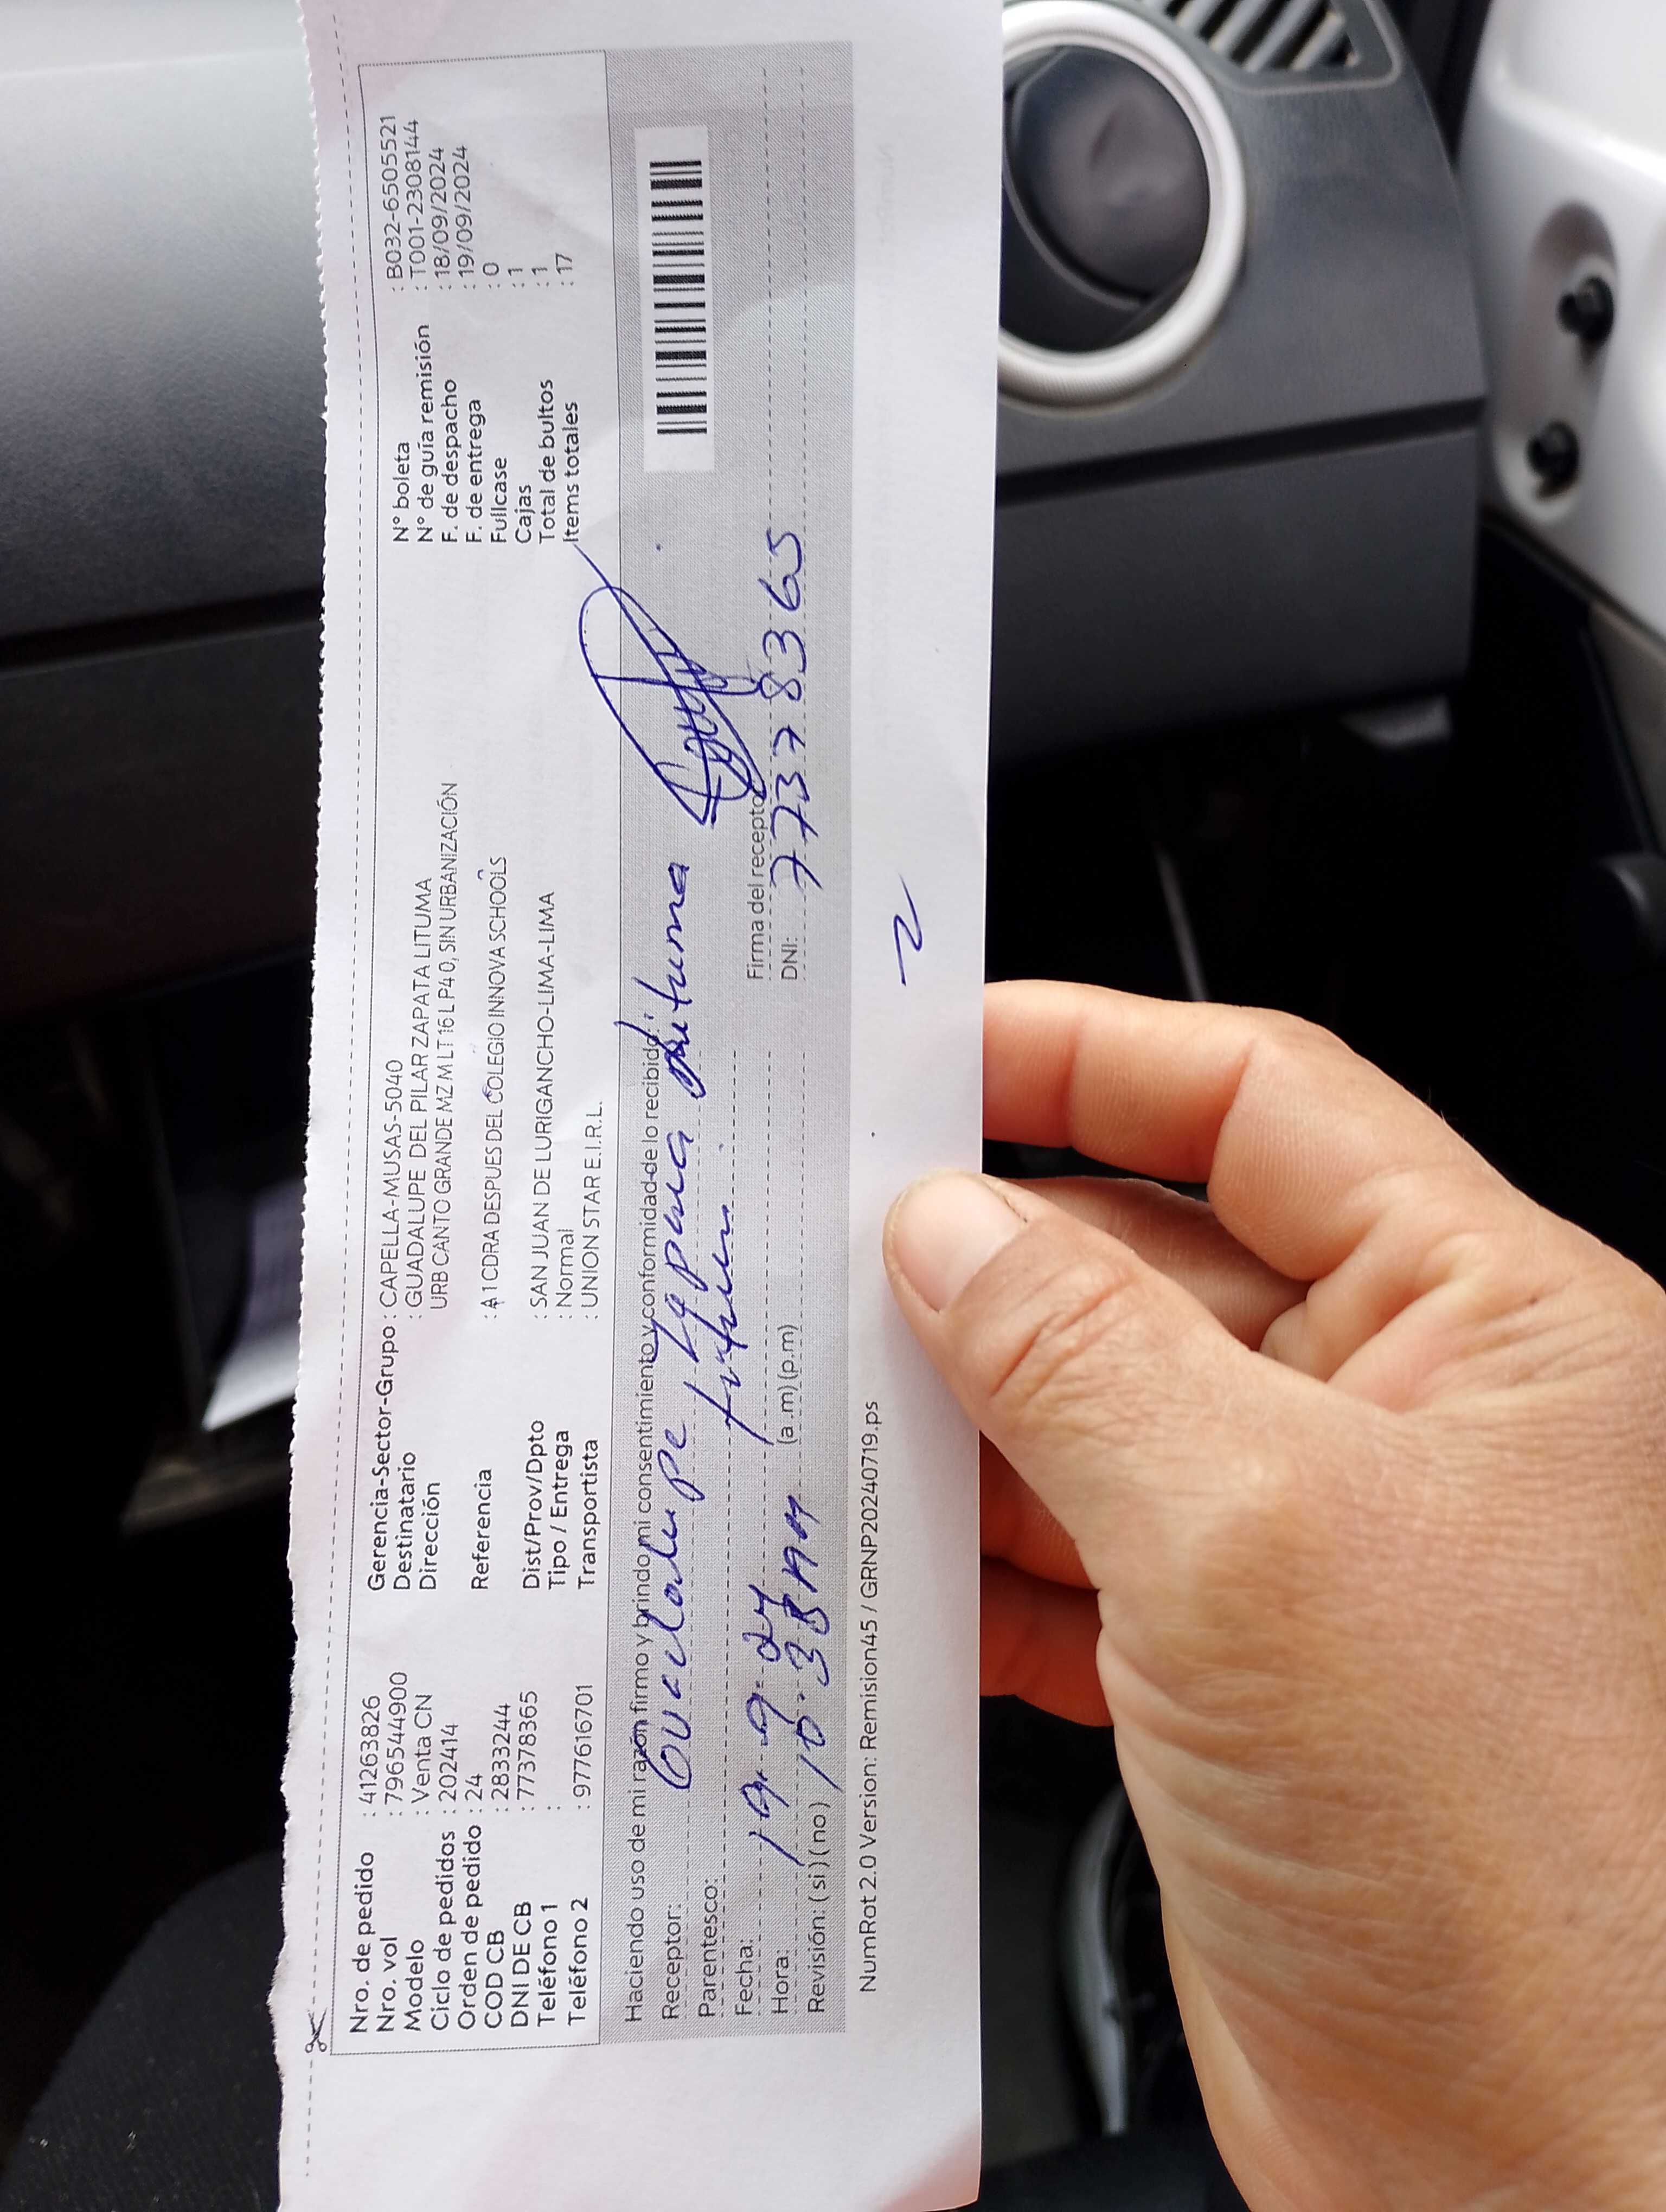 Nro. de pedido : 41263826
Nro. vol : 796544900
Modelo : Venta CN
Ciclo de pedidos : 202414
Orden de pedido : 24
COD CB : 2833244
DNI DE CB : 77378365
Teléfono 1 :
Teléfono 2 : 977616701
Gerencia-Sector-Grupo : CAPELLA-MUSAS-5040
Destinatario : GUADALUPE DEL PILAR ZAPATA LITUMA
Dirección URB CANTO GRANDE MZ M LT 16 L P4 0, SIN URBANIZACIÓN
Referencia : A 1 CDRA DESPUES DEL COLEGIO INNOVA SCHOOLS
Dist/Prov/Dpto : SAN JUAN DE LURIGANCHO-LIMA-LIMA
Tipo / Entrega : Normal
Transportista : UNION STAR E.I.R.L.
N° boleta : B032-6505521
N° de guía remisión : T001-2308144
F. de despacho : 18/09/2024
F. de entrega : 19/09/2024
Fullcase : 0
Cajas : 1
Total de bultos : 1
Items totales : 17
Haciendo uso de mi razón firmo y brindo mi consentimiento y conformidad de lo recibido:
Receptor: Guadalupe Zapata Lituma
Parentesco:
Fecha: 19. 9. 24
Hora: 10.38 (a.m) (p.m)
Revisión: ( si ) ( no )
Firma del receptor
DNI: 77378365
NumRot 2.0 Version: Remision45 / GRNP20240719.ps